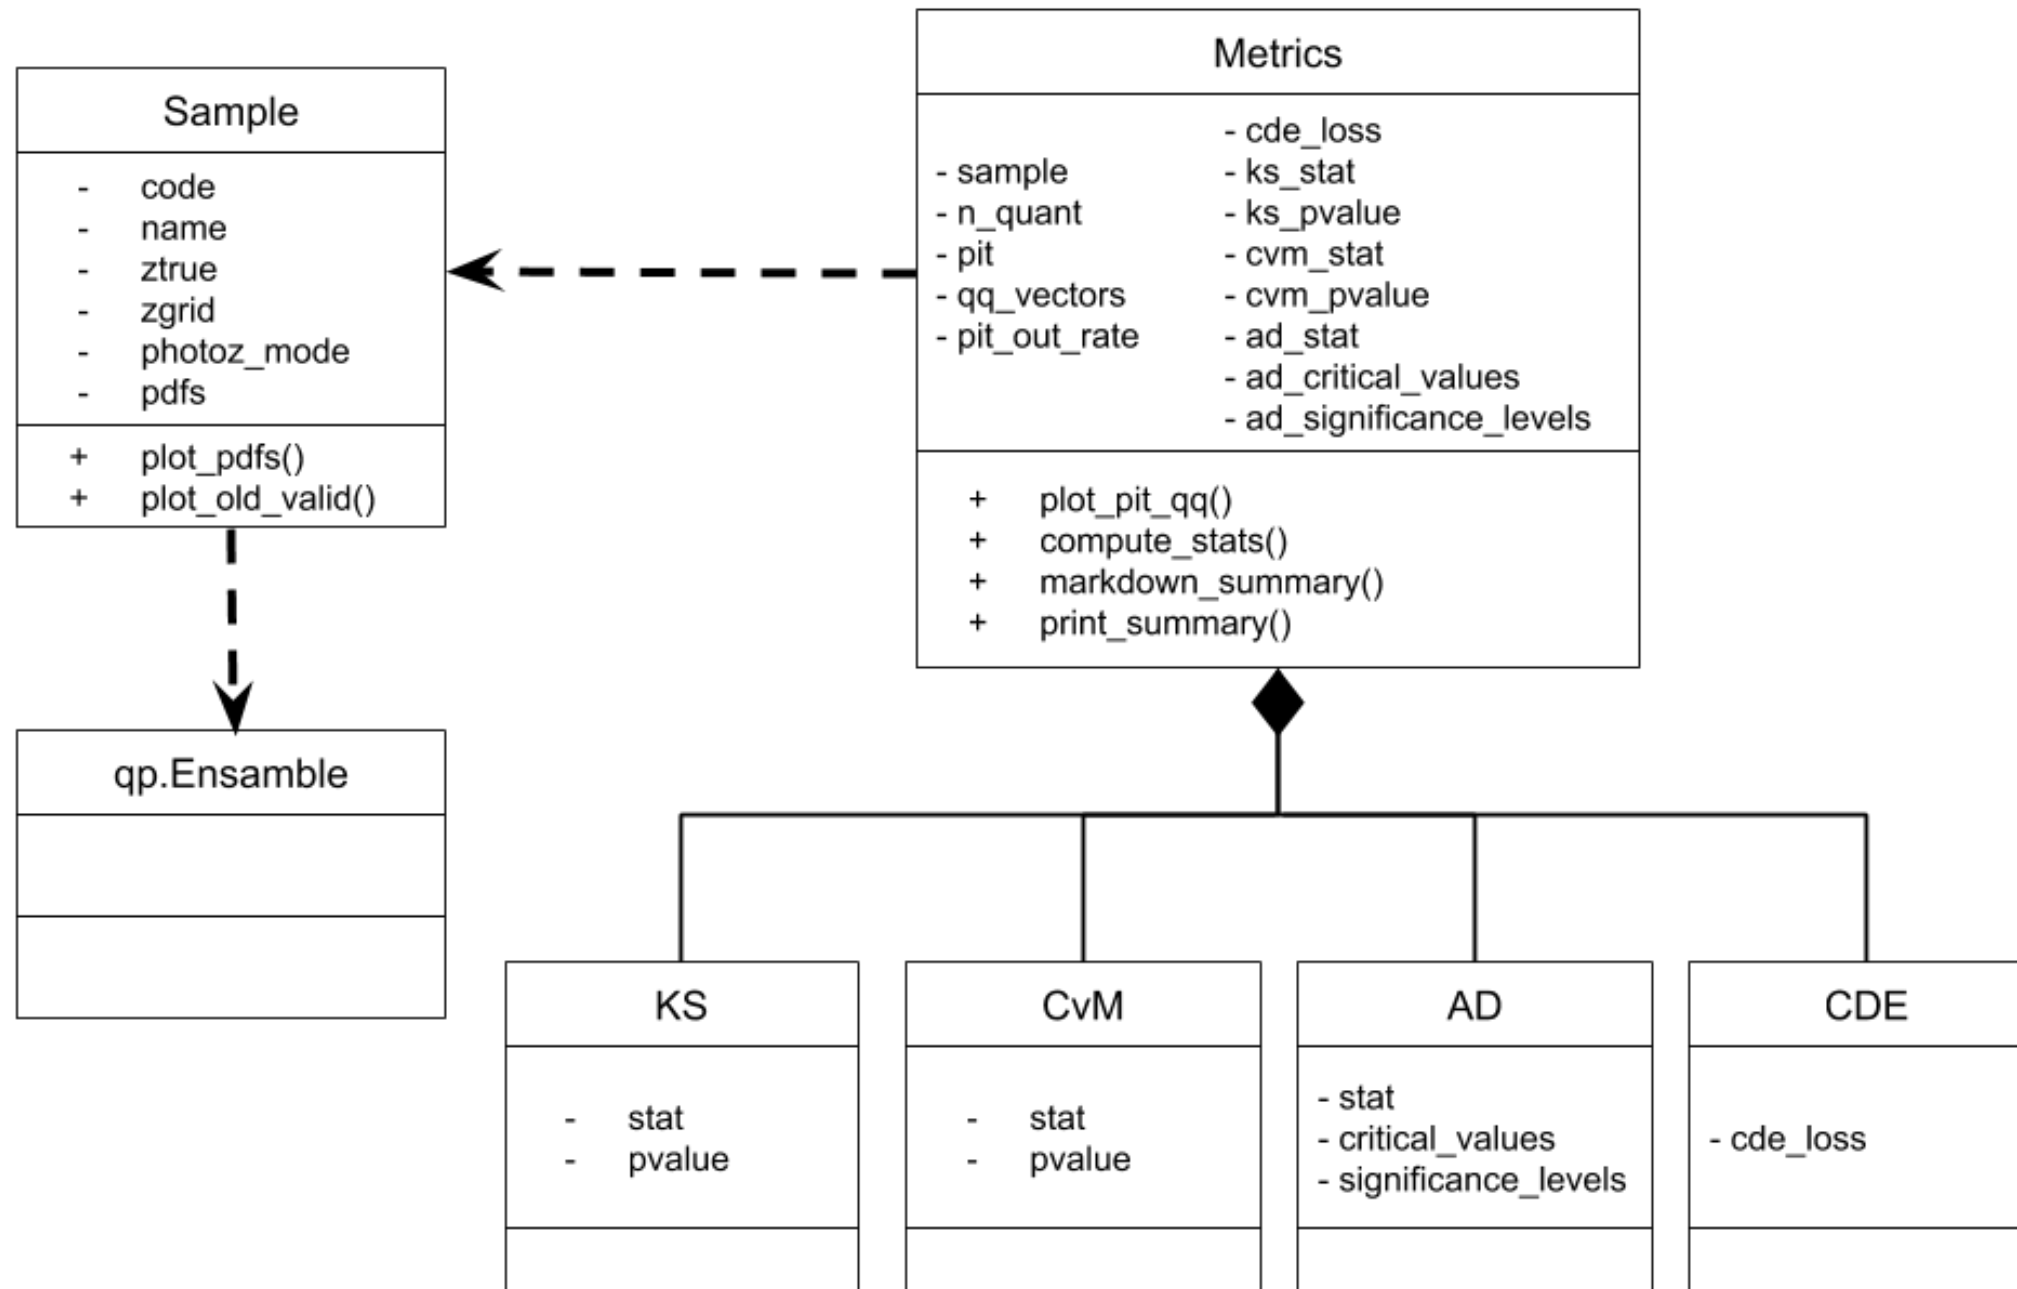 Sample
- code
- name
- ztrue
- zgrid
- photoz_mode
- pdfs
+ plot_pdfs()
+ plot_old_valid()
Metrics
- sample
- n_quant
- pit
- qq_vectors
- pit_out_rate
- cde_loss
- ks_stat
- ks_pvalue
- cvm_stat
- cvm_pvalue
- ad_stat
- ad_critical_values
- ad_significance_levels
+ plot_pit_qq()
+ compute_stats()
+ markdown_summary()
+ print_summary()
qp.Ensamble
KS
- stat
- pvalue
CvM
- stat
- pvalue
AD
- stat
- critical_values
- significance_levels
CDE
- cde_loss